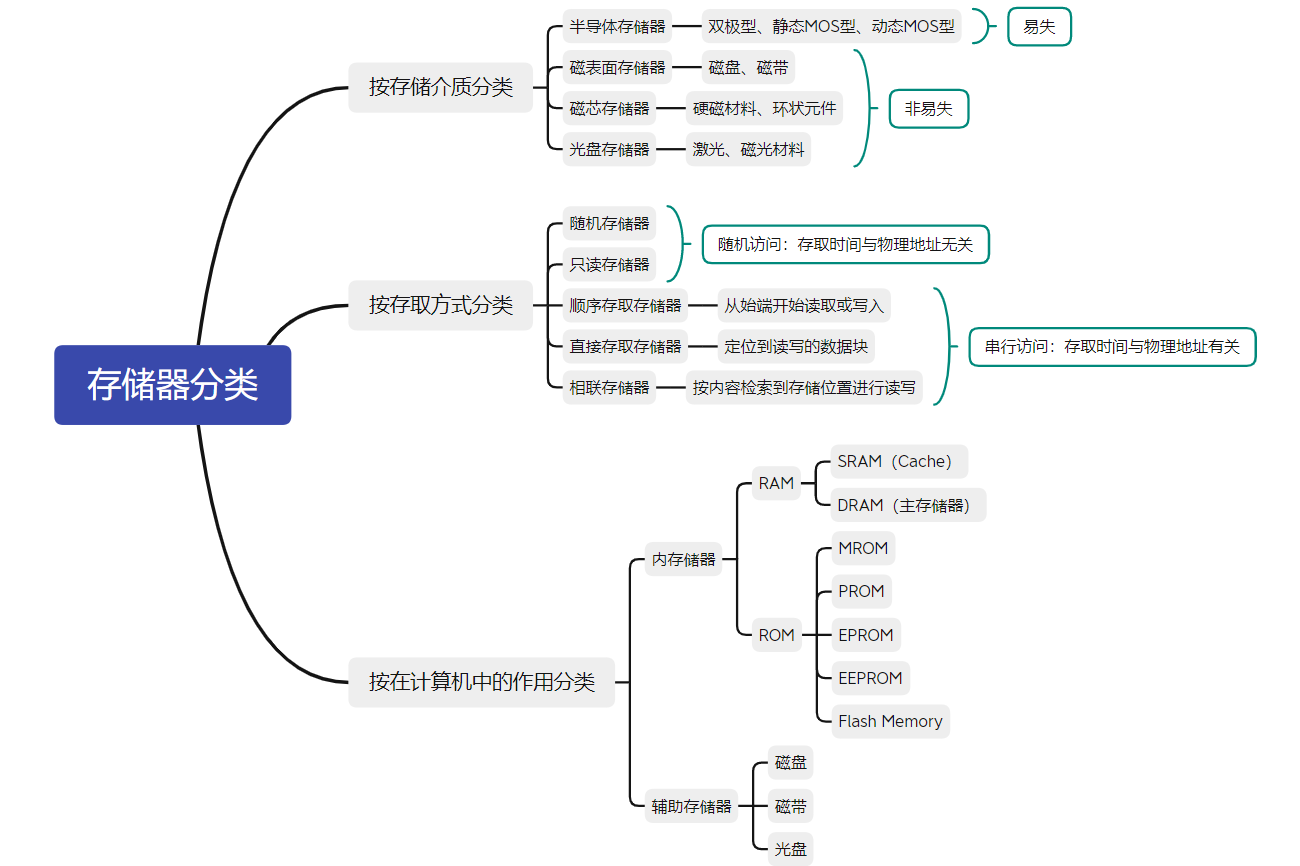 存储器分类
按存储介质分类
半导体存储器
双极型、静态MOS型、动态MOS型
易失
磁表面存储器
磁盘、磁带
磁芯存储器
硬磁材料、环状元件
光盘存储器
激光、磁光材料
非易失
按存取方式分类
随机存储器
只读存储器
随机访问：存取时间与物理地址无关
顺序存取存储器
从始端开始读取或写入
直接存取存储器
定位到读写的数据块
相联存储器
按内容检索到存储位置进行读写
串行访问：存取时间与物理地址有关
按在计算机中的作用分类
内存储器
RAM
SRAM（Cache）
DRAM（主存储器）
ROM
MROM
PROM
EPROM
EEPROM
Flash Memory
辅助存储器
磁盘
磁带
光盘